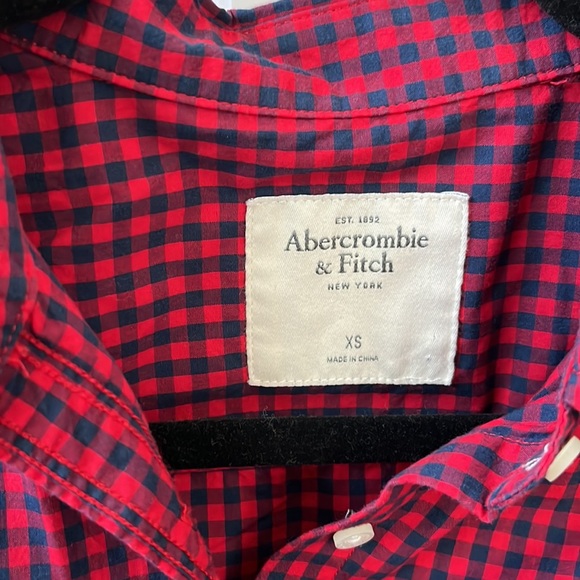 EST. 1892
Abercrombie
& Fitch
NEW YORK
XS
MADE IN CHINA